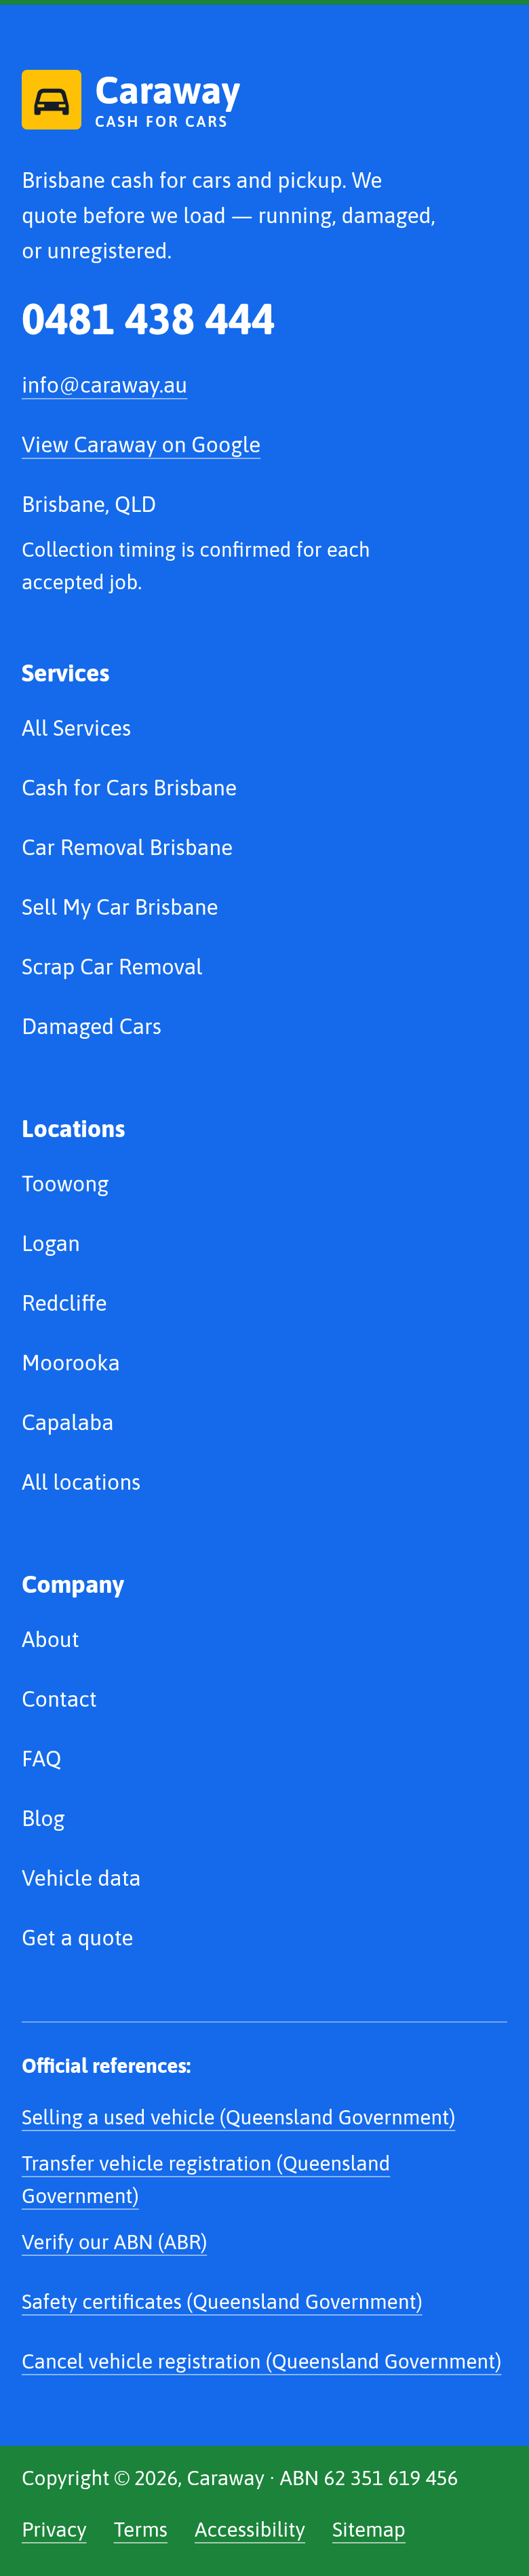 Caraway
CASH FOR CARS
Brisbane cash for cars and pickup. We
quote before we load — running, damaged,
or unregistered.
0481 438 444
info@caraway.au
View Caraway on Google
Brisbane, QLD
Collection timing is confirmed for each
accepted job.
Services
All Services
Cash for Cars Brisbane
Car Removal Brisbane
Sell My Car Brisbane
Scrap Car Removal
Damaged Cars
Locations
Toowong
Logan
Redcliffe
Moorooka
Capalaba
All locations
Company
About
Contact
FAQ
Blog
Vehicle data
Get a quote
Official references:
Selling a used vehicle (Queensland Government)
Transfer vehicle registration (Queensland
Government)
Verify our ABN (ABR)
Safety certificates (Queensland Government)
Cancel vehicle registration (Queensland Government)
Copyright © 2026, Caraway · ABN 62 351 619 456
Privacy Terms Accessibility Sitemap